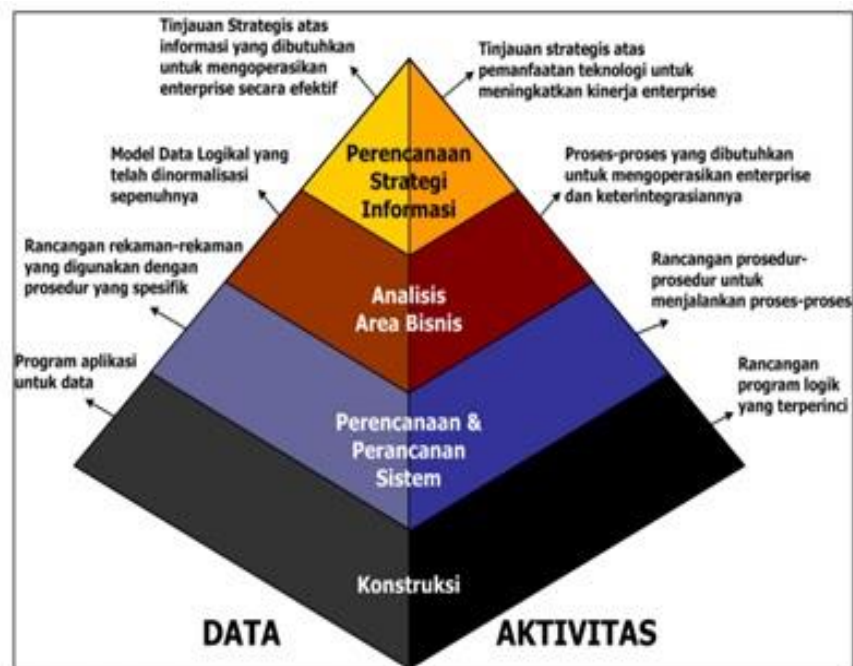 Tinjauan Strategis atas
informasi yang dibutuhkan
untuk mengoperasikan
enterprise secara efektif
Tinjauan strategis atas
pemanfaatan teknologi untuk
meningkatkan kinerja enterprise
Model Data Logikal yang
telah dinormalisasi
sepenuhnya
Perencanaan
Strategi
Informasi
Proses-proses yang dibutuhkan
untuk mengoperasikan enterprise
dan keterintegrasiannya
Rancangan rekaman-rekaman
yang digunakan dengan
prosedur yang spesifik
Analisis
Area Bisnis
Rancangan prosedur-
prosedur untuk
menjalankan proses-proses
Program aplikasi
untuk data
Perencanaan &
Perancanan
Sistem
Rancangan
program logik
yang terperinci
Konstruksi
DATA
AKTIVITAS